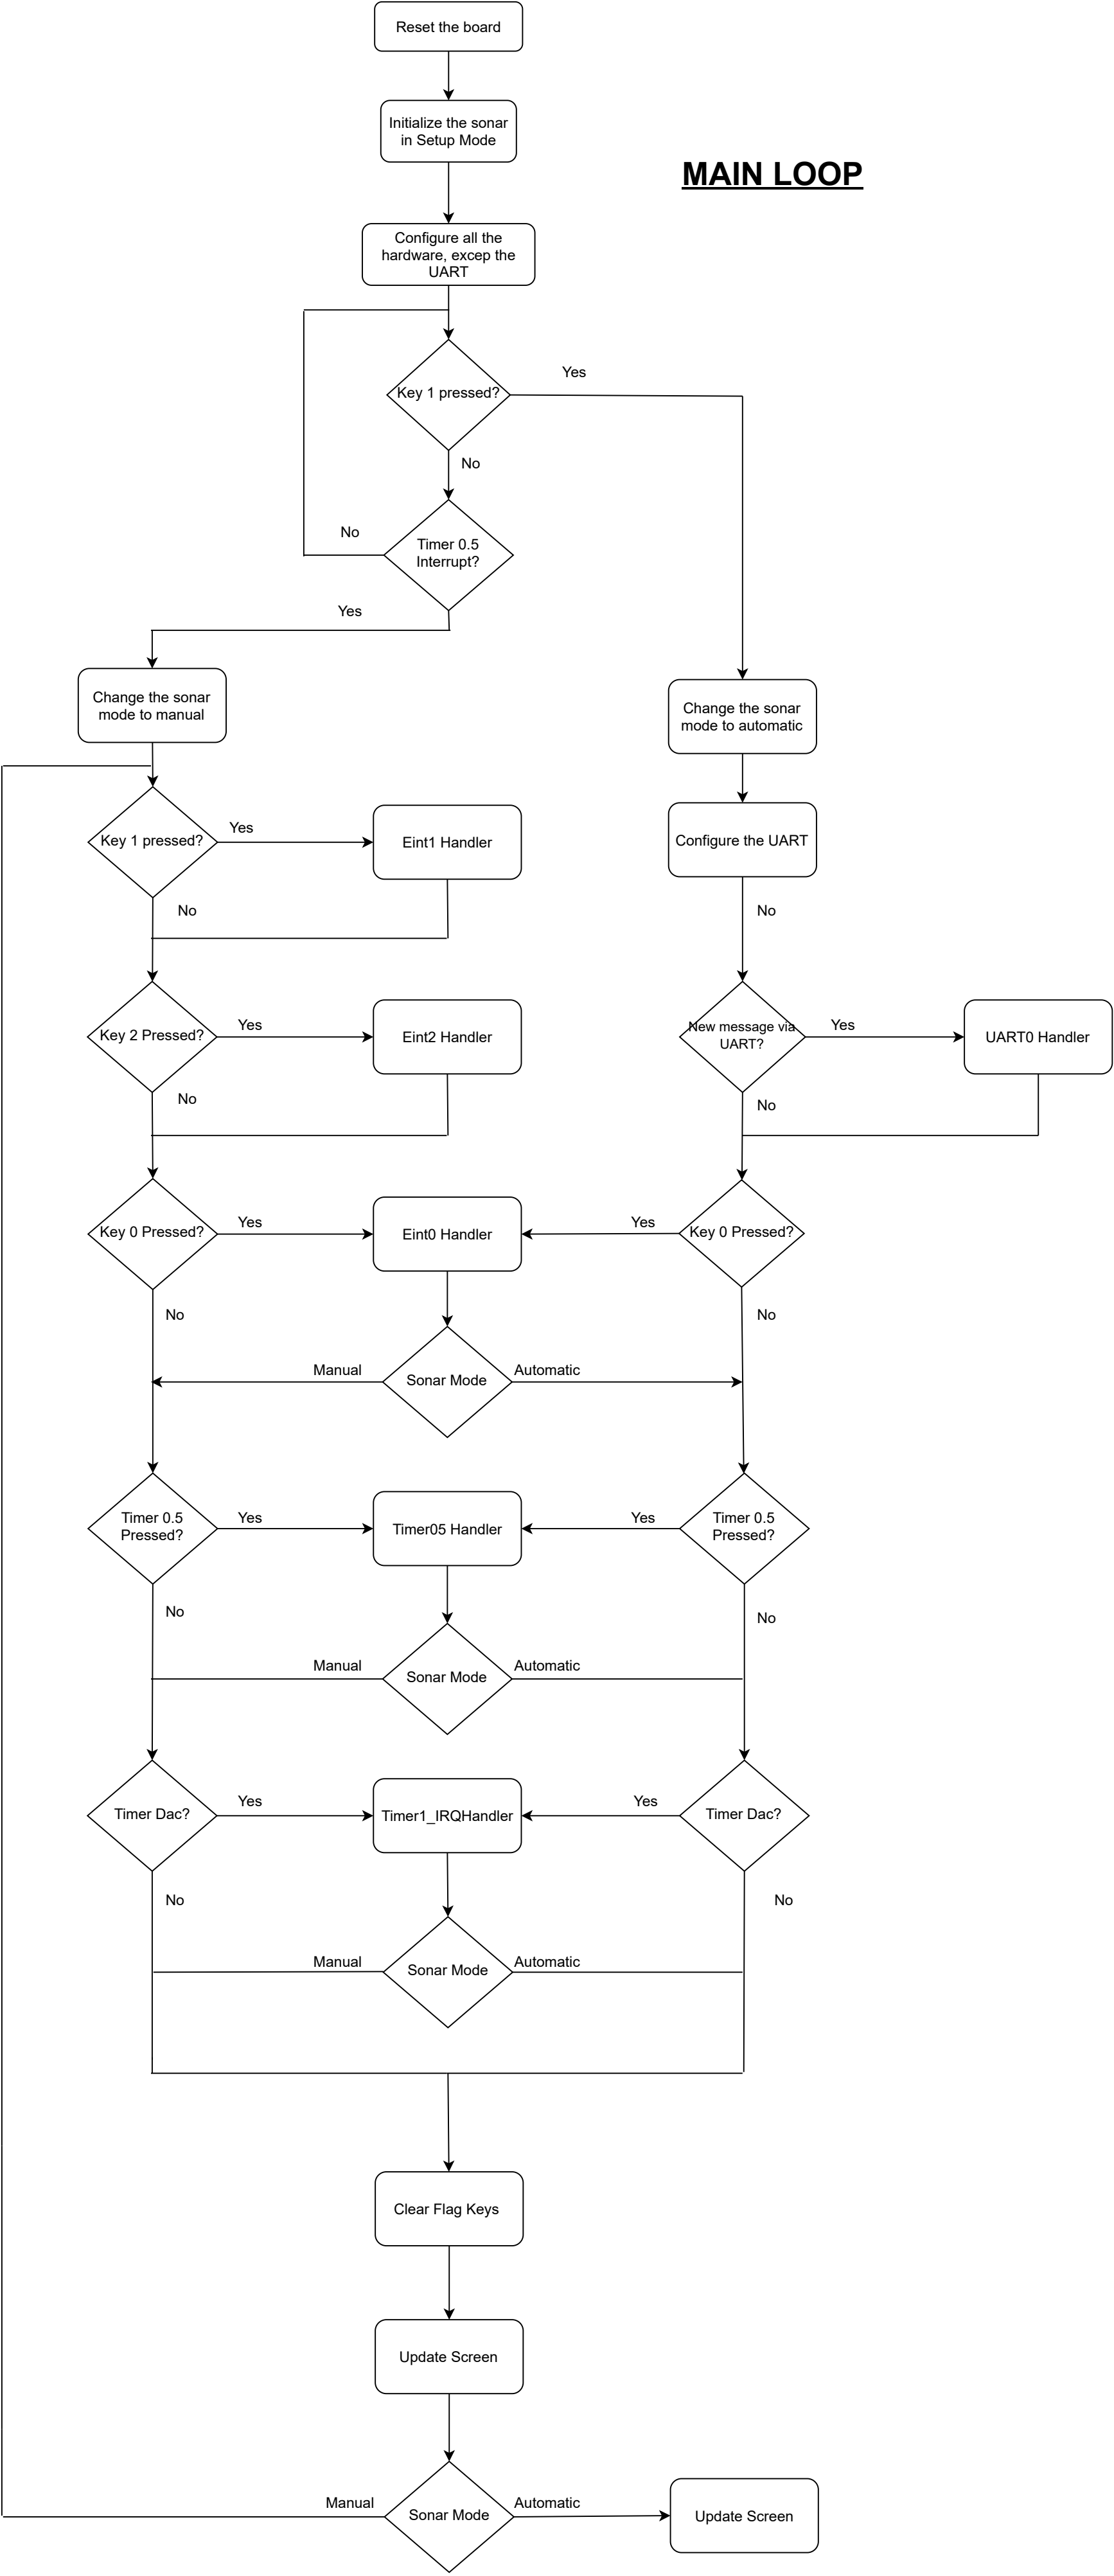 Reset the board
Initialize the sonar
in Setup Mode
MAIN LOOP
Configure all the
hardware, excep the
UART
Key 1 pressed?
Yes
No
Timer 0.5
Interrupt?
No
Yes
Change the sonar
mode to manual
Change the sonar
mode to automatic
Key 1 pressed?
Yes
Eint1 Handler
Configure the UART
No
No
Key 2 Pressed?
Yes
Eint2 Handler
New message via
UART?
Yes
UART0 Handler
No
No
Key 0 Pressed?
Yes
Eint0 Handler
Yes
Key 0 Pressed?
No
No
Manual
Sonar Mode
Automatic
Timer 0.5
Pressed?
Yes
Timer05 Handler
Yes
Timer 0.5
Pressed?
No
No
Manual
Sonar Mode
Automatic
Timer Dac?
Yes
Timer1_IRQHandler
Yes
Timer Dac?
No
No
Manual
Sonar Mode
Automatic
Clear Flag Keys
Update Screen
Manual
Sonar Mode
Automatic
Update Screen